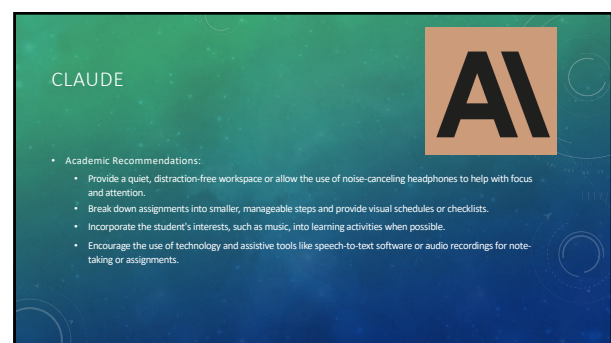 CLAUDE
A\
• Academic Recommendations:
• Provide a quiet, distraction-free workspace or allow the use of noise-canceling headphones to help with focus
and attention.
• Break down assignments into smaller, manageable steps and provide visual schedules or checklists.
• Incorporate the student's interests, such as music, into learning activities when possible.
• Encourage the use of technology and assistive tools like speech-to-text software or audio recordings for note-
taking or assignments.